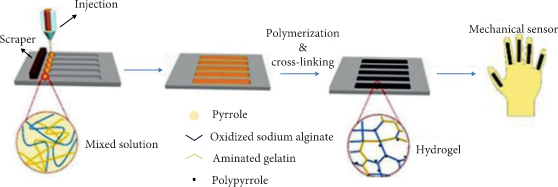 Injection
Scraper
Polymerization
&
cross-linking
Mechanical sensor
Mixed solution
Pyrrole
Oxidized sodium alginate
Aminated gelatin
Polypyrrole
Hydrogel